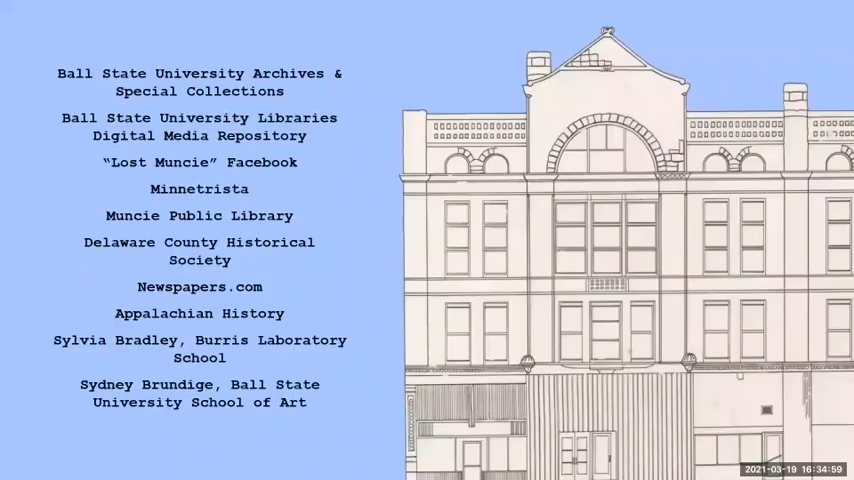 Ball State University Archives &
Special Collections
Ball State University Libraries
Digital Media Repository
“Lost Muncie” Facebook
Minnetrista
Muncie Public Library
Delaware County Historical
Society
Newspapers.com
Appalachian History
Sylvia Bradley, Burris Laboratory
School
Sydney Brundige, Ball State
University School of Art
2021-03-19 16:34:59